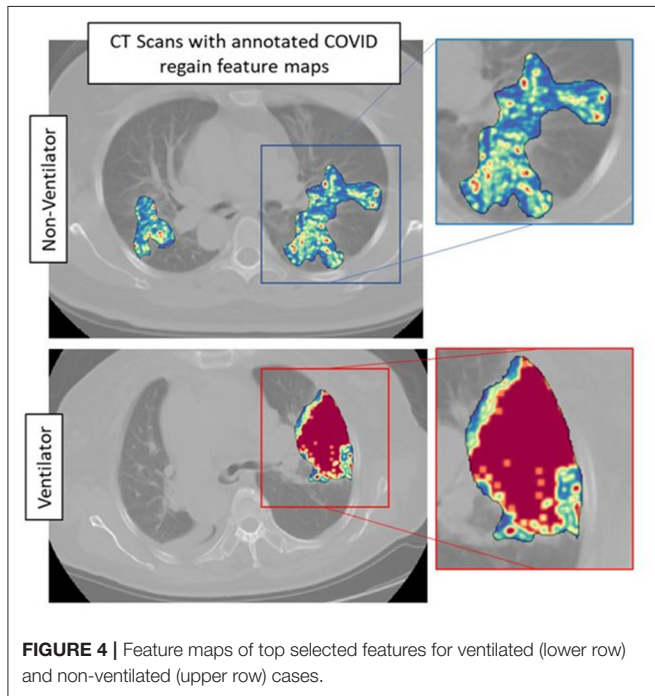 CT Scans with annotated COVID
regain feature maps
Non-Ventilator
Ventilator
FIGURE 4 | Feature maps of top selected features for ventilated (lower row)
and non-ventilated (upper row) cases.